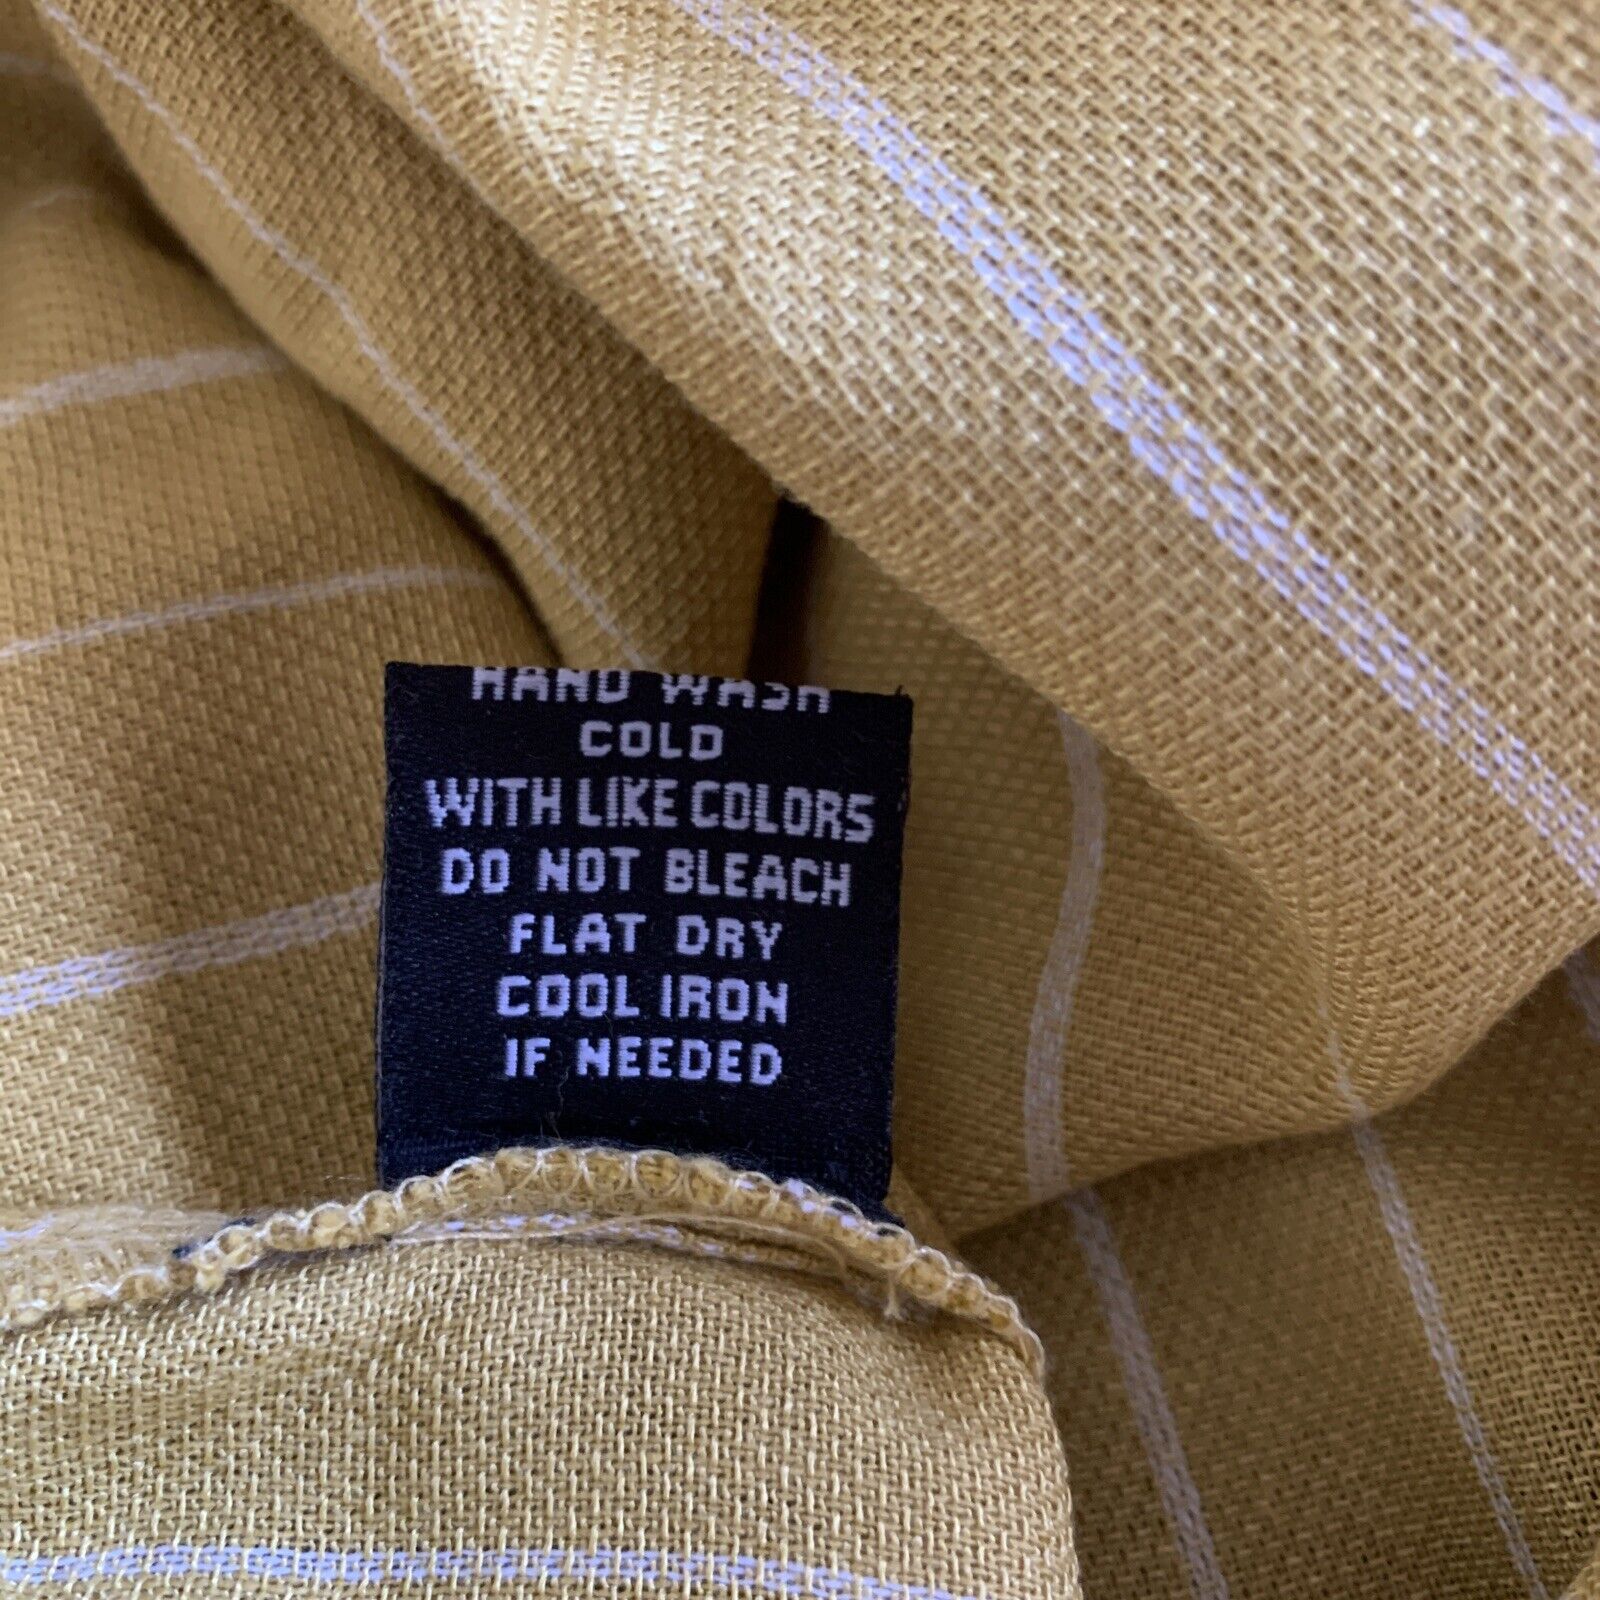 HAND WASH
COLD
WITH LIKE COLORS
DO NOT BLEACH
FLAT DRY
COOL IRON
IF NEEDED